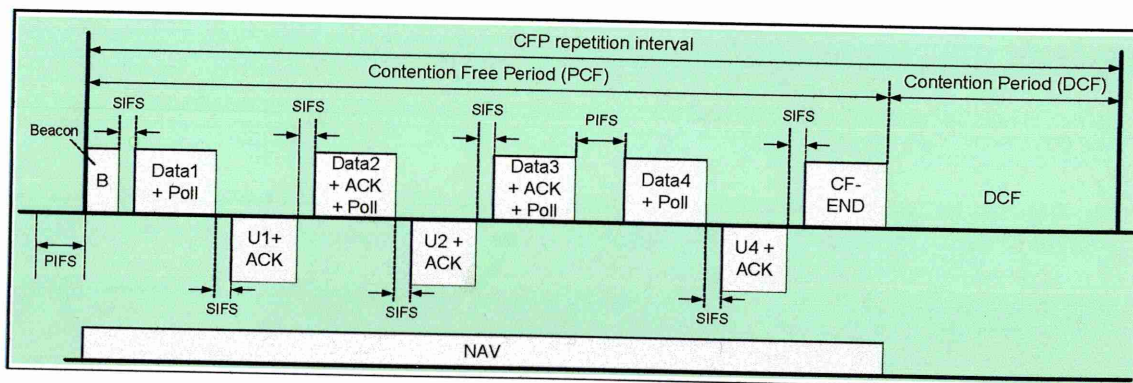 CFP repetition interval
Contention Free Period (PCF)
Contention Period (DCF)
SIFS
SIFS
SIFS
PIFS
SIFS
Beacon
B
Data1
+ Poll
Data2
+ ACK
+ Poll
Data3
+ ACK
+ Poll
Data4
+ Poll
CF-
END
DCF
PIFS
U1+
ACK
U2 +
ACK
U4 +
ACK
SIFS
SIFS
SIFS
NAV